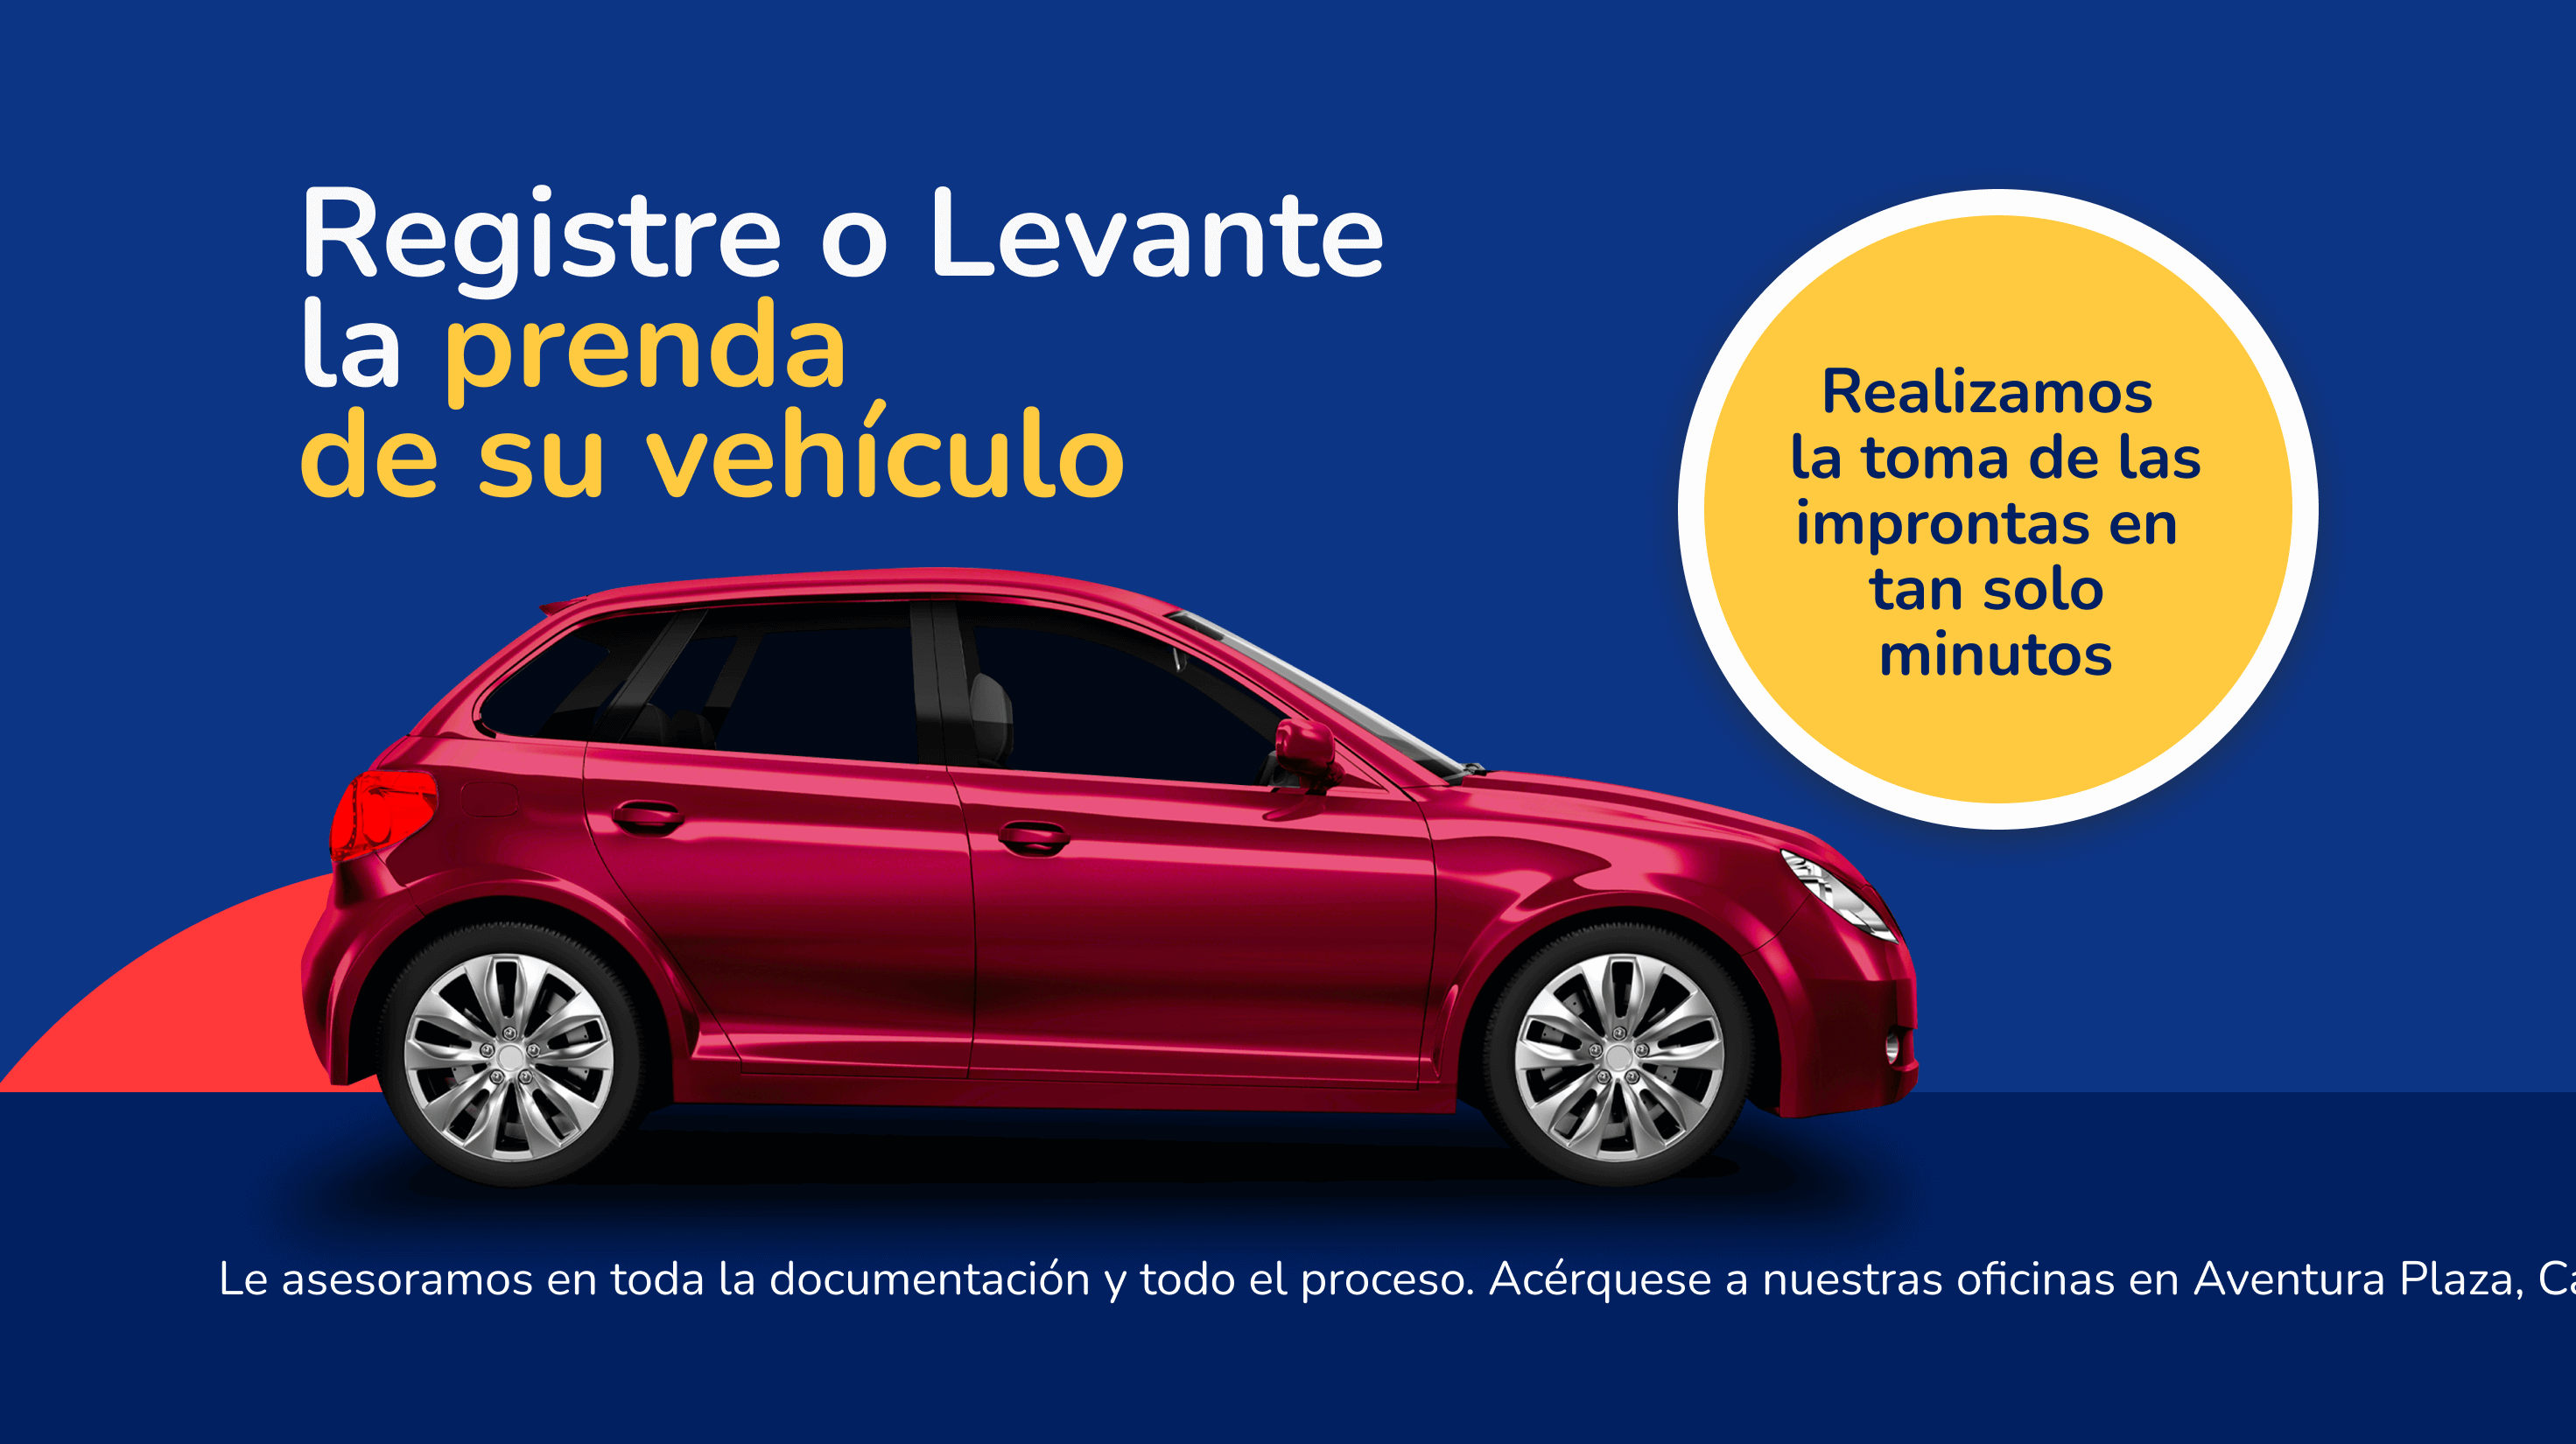 Registre o Levante
la prenda
de su vehículo
Realizamos
la toma de las
improntas en
tan solo
minutos
Le asesoramos en toda la documentación y todo el proceso. Acérquese a nuestras oficinas en Aventura Plaza,